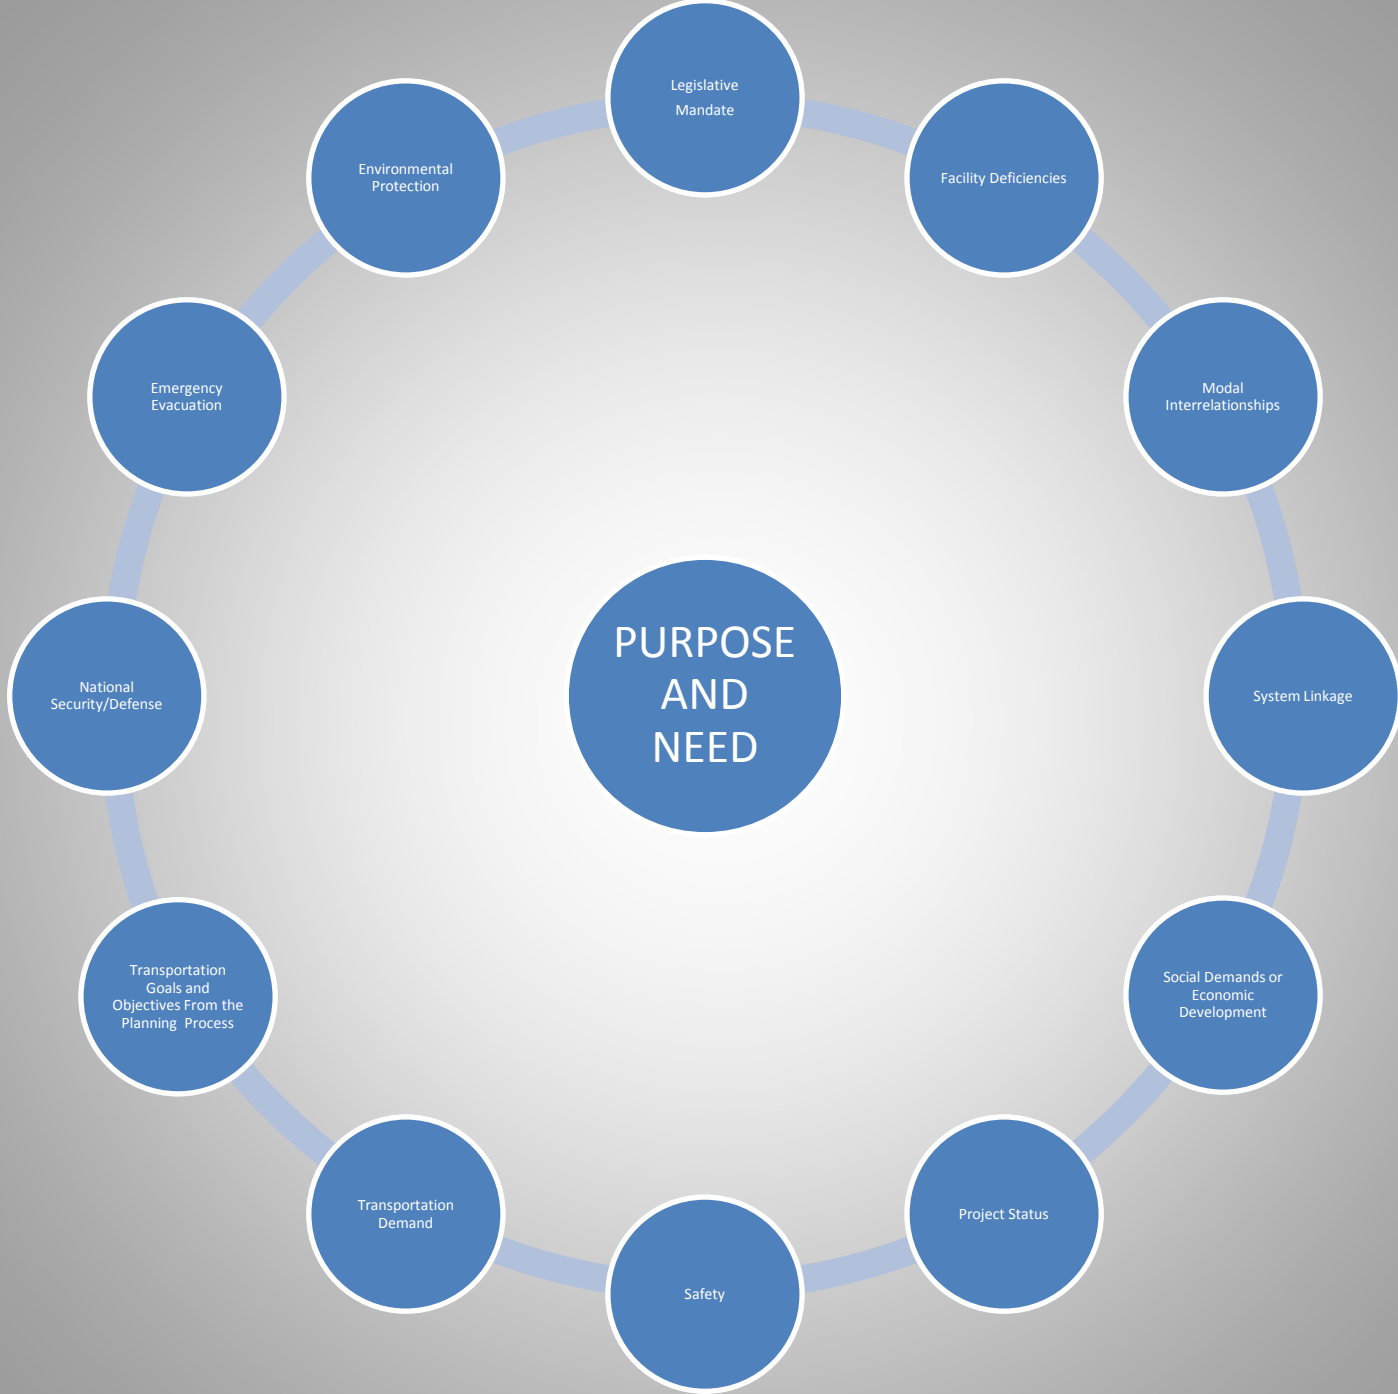 Legislative
Mandate
Facility Deficiencies
Modal
Interrelationships
System Linkage
Social Demands or
Economic
Development
Project Status
Safety
Transportation
Demand
Transportation
Goals and
Objectives From the
Planning  Process
National
Security/Defense
Emergency
Evacuation
Environmental
Protection
PURPOSE
AND
NEED